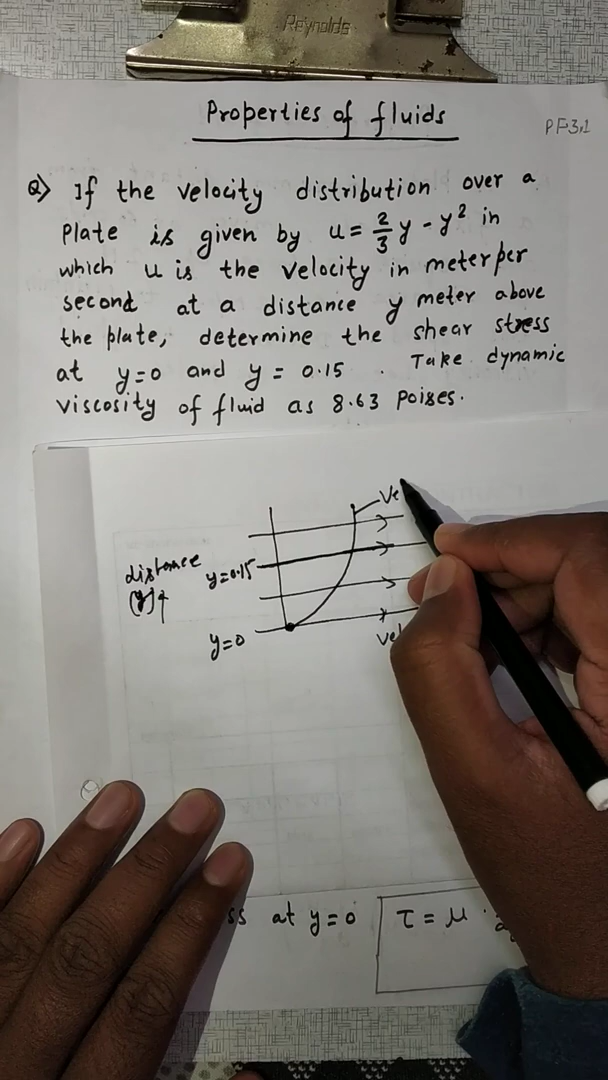 Reynolds
Properties of fluids
PF3.1
Q) If the velocity distribution over a
plate is given by u = 2/3 y - y² in
which u is the velocity in meter per
second at a distance y meter above
the plate, determine the shear stress
at y=0 and y = 0.15 . Take dynamic
viscosity of fluid as 8.63 poises.
Ve
distance
(y)↑
y=0.15
y=0
Vel
ss at y=0
τ = μ ·